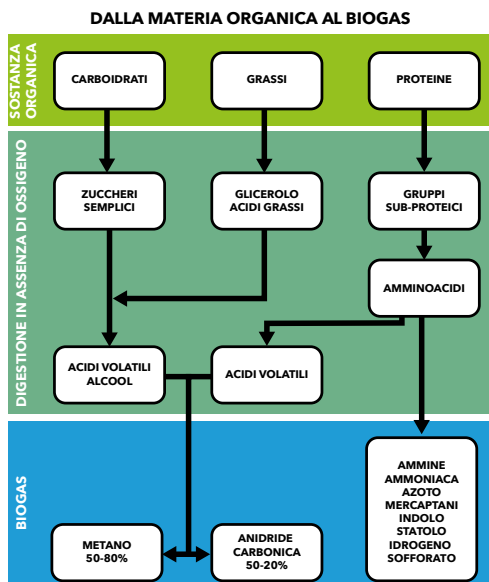 DALLA MATERIA ORGANICA AL BIOGAS
SOSTANZA
ORGANICA
CARBOIDRATI
GRASSI
PROTEINE
DIGESTIONE IN ASSENZA DI OSSIGENO
ZUCCHERI
SEMPLICI
GLICEROLO
ACIDI GRASSI
GRUPPI
SUB-PROTEICI
AMMINOACIDI
ACIDI VOLATILI
ALCOOL
ACIDI VOLATILI
BIOGAS
METANO
50-80%
ANIDRIDE
CARBONICA
50-20%
AMMINE
AMMONIACA
AZOTO
MERCAPTANI
INDOLO
STATOLO
IDROGENO
SOFFORATO